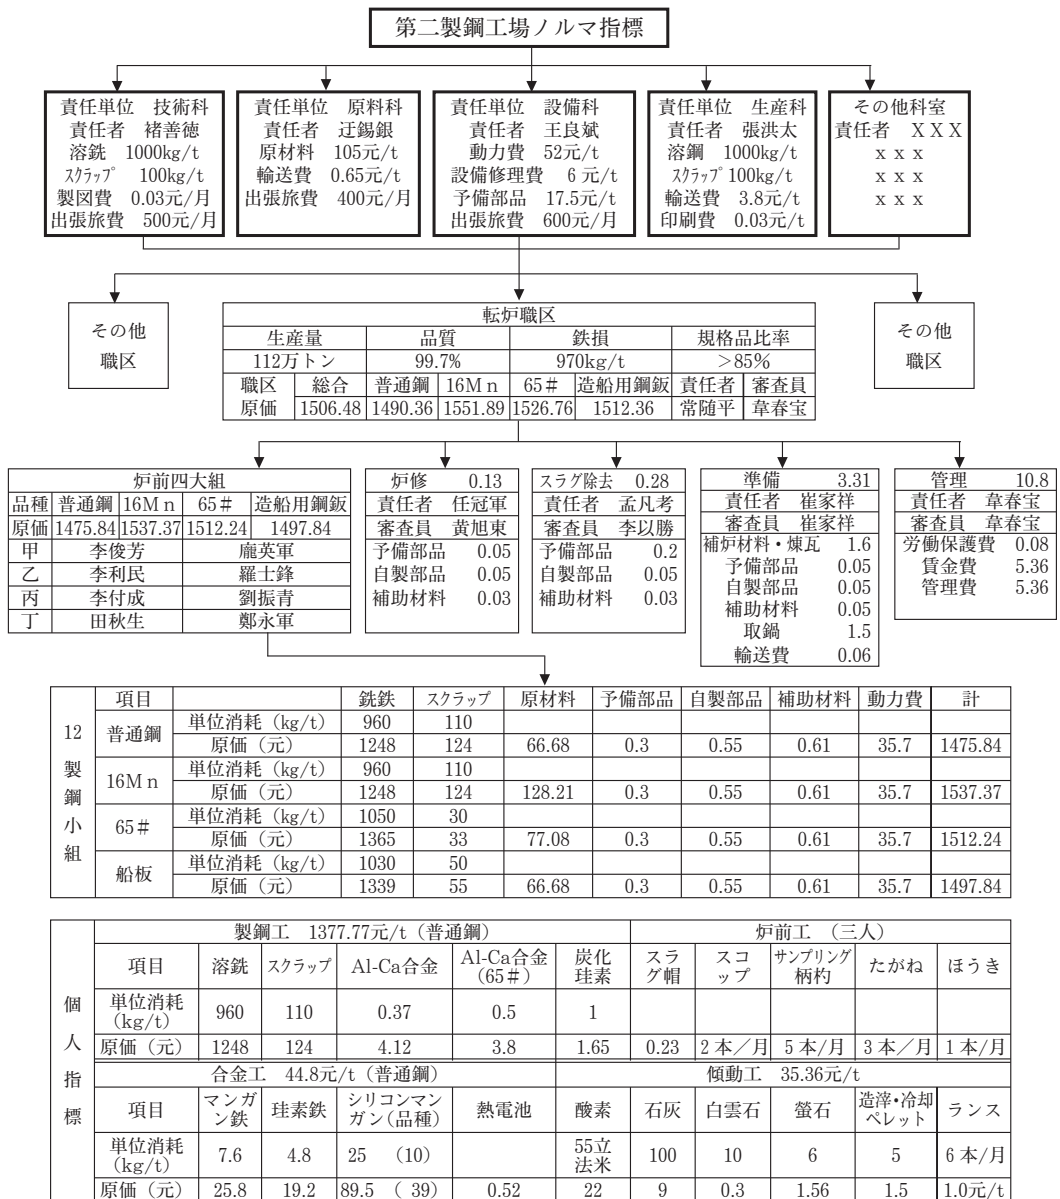 第二製鋼工場ノルマ指標
責任単位 技術科
責任者 褚善徳
溶銑 1000kg/t
スクラップ 100kg/t
製図費 0.03元/月
出張旅費 500元/月
責任単位 原料科
責任者 迂錫銀
原材料 105元/t
輸送費 0.65元/t
出張旅費 400元/月
責任単位 設備科
責任者 王良斌
動力費 52元/t
設備修理費 6 元/t
予備部品 17.5元/t
出張旅費 600元/月
責任単位 生産科
責任者 張洪太
溶鋼 1000kg/t
スクラップ 100kg/t
輸送費 3.8元/t
印刷費 0.03元/t
その他科室
責任者 X X X
x x x
x x x
x x x
その他
職区
転炉職区
生産量 品質 鉄損 規格品比率
112万トン 99.7% 970kg/t >85%
職区 総合 普通鋼 16Mn 65# 造船用鋼鈑 責任者 審査員
原価 1506.48 1490.36 1551.89 1526.76 1512.36 常随平 韋春宝
その他
職区
炉前四大組
品種 普通鋼 16Mn 65# 造船用鋼鈑
原価 1475.84 1537.37 1512.24 1497.84
甲 李俊芳 龐英軍
乙 李利民 羅士鋒
丙 李付成 劉振青
丁 田秋生 鄭永軍
炉修 0.13
責任者 任冠軍
審査員 黄旭東
予備部品 0.05
自製部品 0.05
補助材料 0.03
スラグ除去 0.28
責任者 孟凡考
審査員 李以勝
予備部品 0.2
自製部品 0.05
補助材料 0.03
準備 3.31
責任者 崔家祥
審査員 崔家祥
補炉材料・煉瓦 1.6
予備部品 0.05
自製部品 0.05
補助材料 0.05
取鍋 1.5
輸送費 0.06
管理 10.8
責任者 韋春宝
審査員 韋春宝
労働保護費 0.08
賃金費 5.36
管理費 5.36
12製鋼小組
項目 銑鉄 スクラップ 原材料 予備部品 自製部品 補助材料 動力費 計
普通鋼 単位消耗（kg/t） 960 110
原価（元） 1248 124 66.68 0.3 0.55 0.61 35.7 1475.84
16Mn 単位消耗（kg/t） 960 110
原価（元） 1248 124 128.21 0.3 0.55 0.61 35.7 1537.37
65# 単位消耗（kg/t） 1050 30
原価（元） 1365 33 77.08 0.3 0.55 0.61 35.7 1512.24
船板 単位消耗（kg/t） 1030 50
原価（元） 1339 55 66.68 0.3 0.55 0.61 35.7 1497.84
個人指標
製鋼工 1377.77元/t（普通鋼） 炉前工 （三人）
項目 溶銑 スクラップ Al-Ca合金 Al-Ca合金（65#） 炭化珪素 スラグ帽 スコップ サンプリング柄杓 たがね ほうき
単位消耗（kg/t） 960 110 0.37 0.5 1
原価（元） 1248 124 4.12 3.8 1.65 0.23 2本／月 5本/月 3本／月 1本/月
合金工 44.8元/t（普通鋼） 傾動工 35.36元/t
項目 マンガン鉄 珪素鉄 シリコンマンガン（品種） 熱電池 酸素 石灰 白雲石 螢石 造滓・冷却ペレット ランス
単位消耗（kg/t） 7.6 4.8 25 （10） 55立法米 100 10 6 5 6本/月
原価（元） 25.8 19.2 89.5 （ 39） 0.52 22 9 0.3 1.56 1.5 1.0元/t